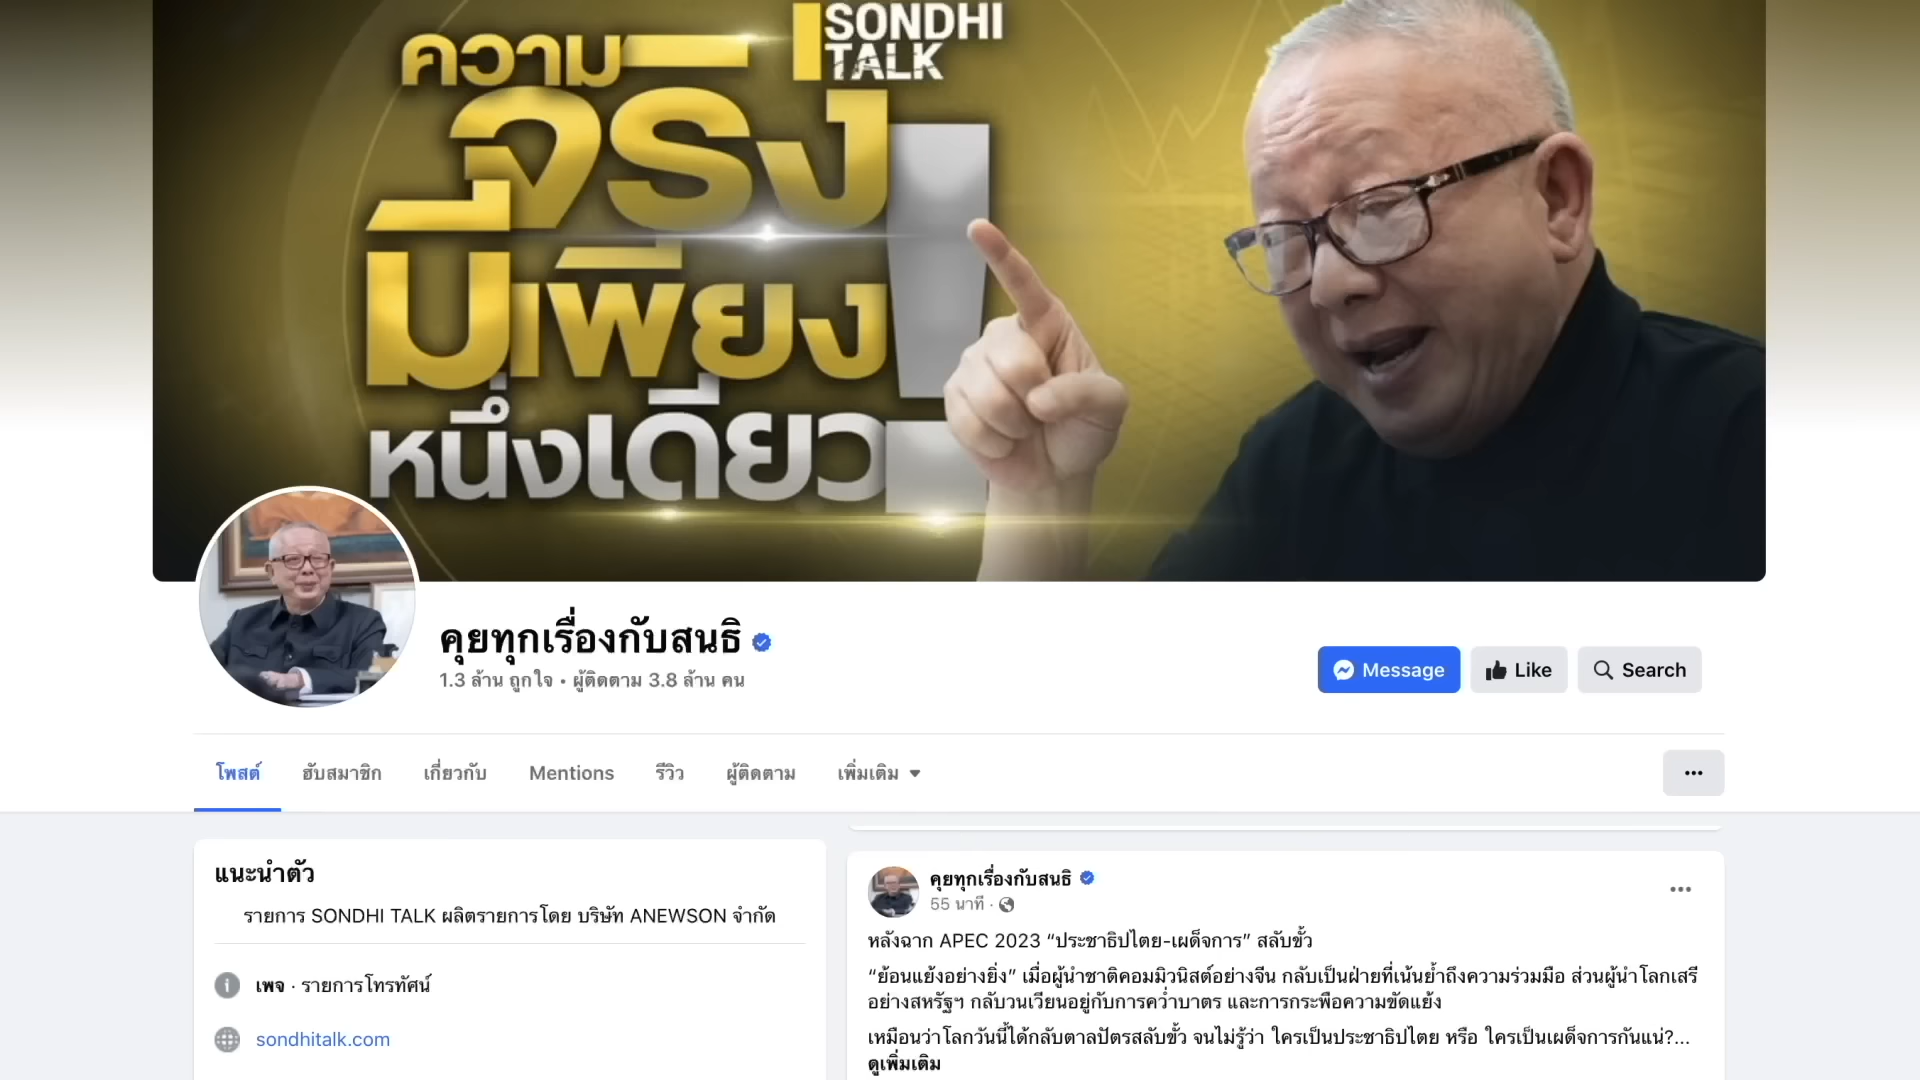 SONDHI
TALK
ความ
จริง
มีเพียง
หนึ่งเดียว!
คุยทุกเรื่องกับสนธิ
1.3 ล้าน ถูกใจ • ผู้ติดตาม 3.8 ล้าน คน
Message
Like
Search
โพสต์
ฮับสมาชิก
เกี่ยวกับ
Mentions
รีวิว
ผู้ติดตาม
เพิ่มเติม
แนะนำตัว
รายการ SONDHI TALK ผลิตรายการโดย บริษัท ANEWSON จำกัด
เพจ · รายการโทรทัศน์
sondhitalk.com
คุยทุกเรื่องกับสนธิ
55 นาที ·
หลังฉาก APEC 2023 “ประชาธิปไตย-เผด็จการ” สลับขั้ว
“ย้อนแย้งอย่างยิ่ง” เมื่อผู้นำชาติคอมมิวนิสต์อย่างจีน กลับเป็นฝ่ายที่เน้นย้ำถึงความร่วมมือ ส่วนผู้นำโลกเสรี
อย่างสหรัฐฯ กลับวนเวียนอยู่กับการคว่ำบาตร และการกระพือความขัดแย้ง
เหมือนว่าโลกวันนี้ได้กลับตาลปัตรสลับขั้ว จนไม่รู้ว่า ใครเป็นประชาธิปไตย หรือ ใครเป็นเผด็จการกันแน่?...
ดูเพิ่มเติม